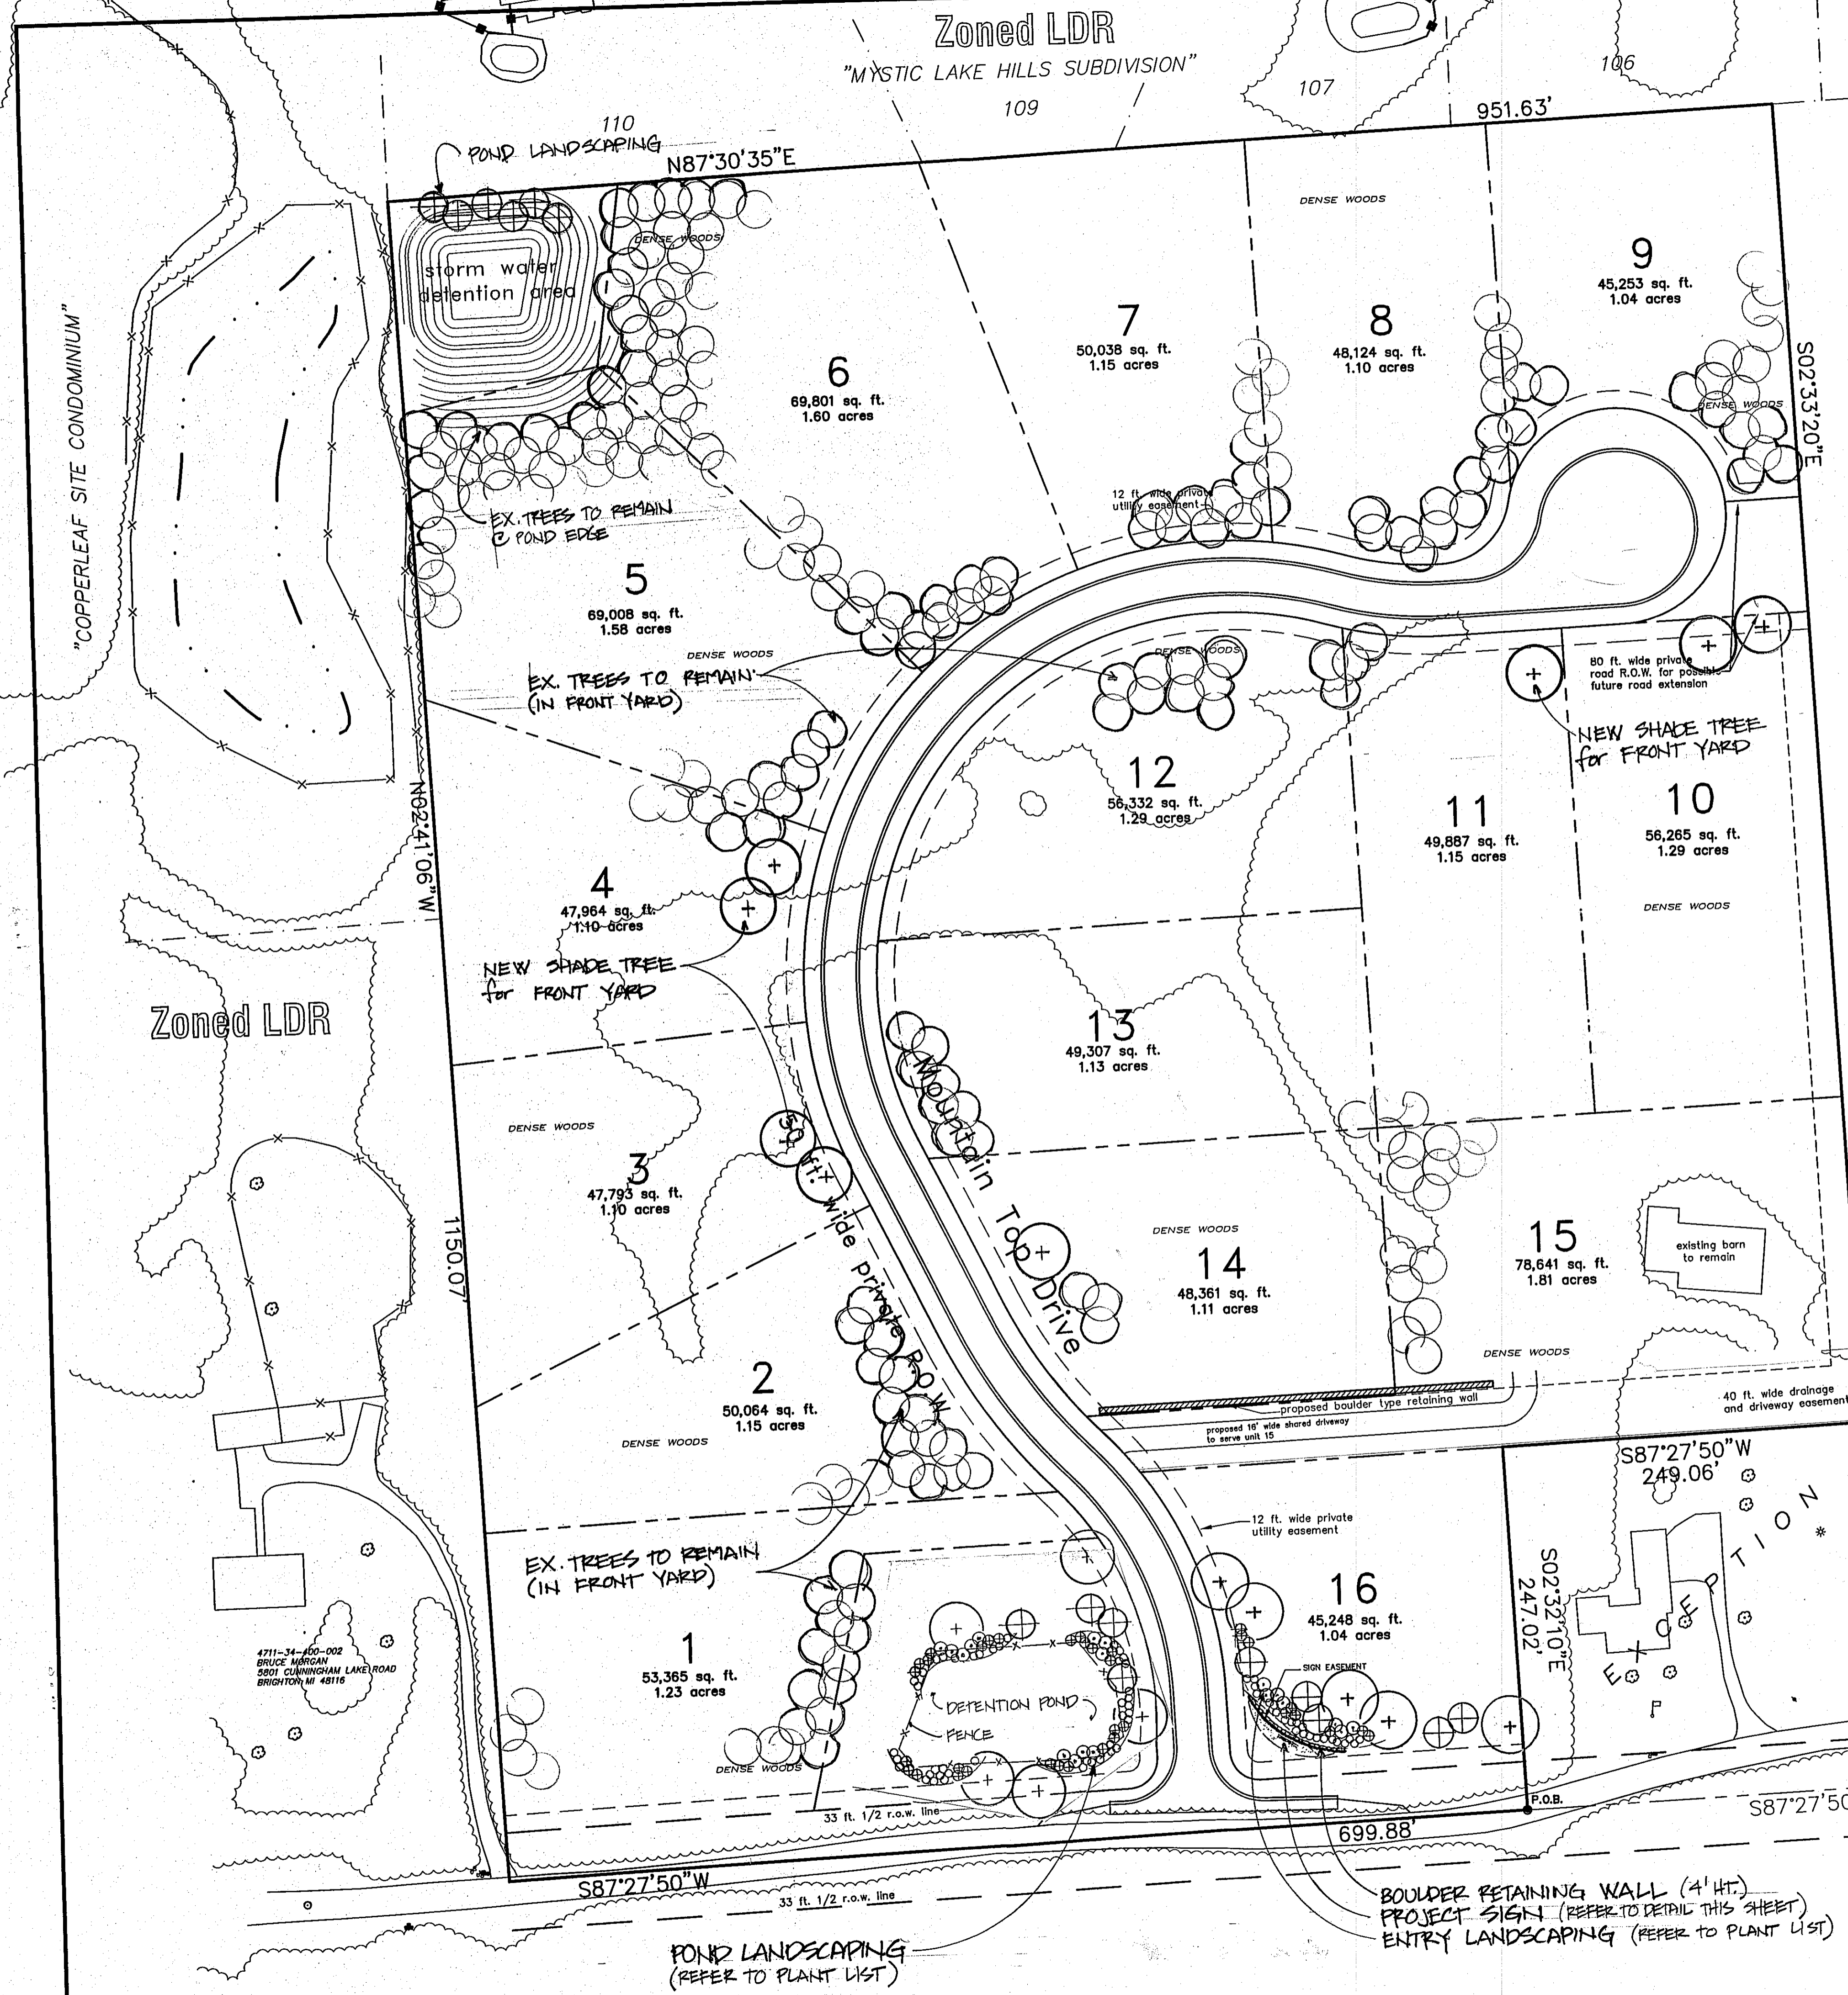 Zoned LDR
"MYSTIC LAKE HILLS SUBDIVISION"
106
107
109
110
951.63'
POND LANDSCAPING
N87°30'35"E
DENSE WOODS
DENSE WOODS
storm water
detention area
9
45,253 sq. ft.
1.04 acres
7
50,038 sq. ft.
1.15 acres
8
48,124 sq. ft.
1.10 acres
6
69,801 sq. ft.
1.60 acres
"COPPERLEAF SITE CONDOMINIUM"
S02°33'20"E
DENSE WOODS
12 ft. wide private
utility easement
EX. TREES TO REMAIN
@ POND EDGE
5
69,008 sq. ft.
1.58 acres
DENSE WOODS
DENSE WOODS
EX. TREES TO REMAIN
(IN FRONT YARD)
80 ft. wide private
road R.O.W. for possible
future road extension
NEW SHADE TREE
for FRONT YARD
12
56,332 sq. ft.
1.29 acres
11
49,887 sq. ft.
1.15 acres
10
56,265 sq. ft.
1.29 acres
N02°41'06"W
4
47,964 sq. ft.
1.10 acres
DENSE WOODS
NEW SHADE TREE
for FRONT YARD
Zoned LDR
13
49,307 sq. ft.
1.13 acres
Mountain Top Drive
50 ft. wide private R.O.W
DENSE WOODS
3
47,793 sq. ft.
1.10 acres
1150.07'
DENSE WOODS
14
48,361 sq. ft.
1.11 acres
15
78,641 sq. ft.
1.81 acres
existing barn
to remain
DENSE WOODS
2
50,064 sq. ft.
1.15 acres
DENSE WOODS
proposed boulder type retaining wall
proposed 16' wide shared driveway
to serve unit 15
40 ft. wide drainage
and driveway easement
S87°27'50"W
249.06'
12 ft. wide private
utility easement
EX. TREES TO REMAIN
(IN FRONT YARD)
16
45,248 sq. ft.
1.04 acres
S02°32'10"E
247.02'
E X C E P T I O N
4711-34-400-002
BRUCE MORGAN
5801 CUNNINGHAM LAKE ROAD
BRIGHTON, MI 48116
1
53,365 sq. ft.
1.23 acres
SIGN EASEMENT
DETENTION POND
FENCE
DENSE WOODS
33 ft. 1/2 r.o.w. line
P.O.B.
S87°27'50
699.88'
S87°27'50"W
33 ft. 1/2 r.o.w. line
BOULDER RETAINING WALL (4' HT.)
PROJECT SIGN (REFER TO DETAIL THIS SHEET)
ENTRY LANDSCAPING (REFER TO PLANT LIST)
POND LANDSCAPING
(REFER TO PLANT LIST)